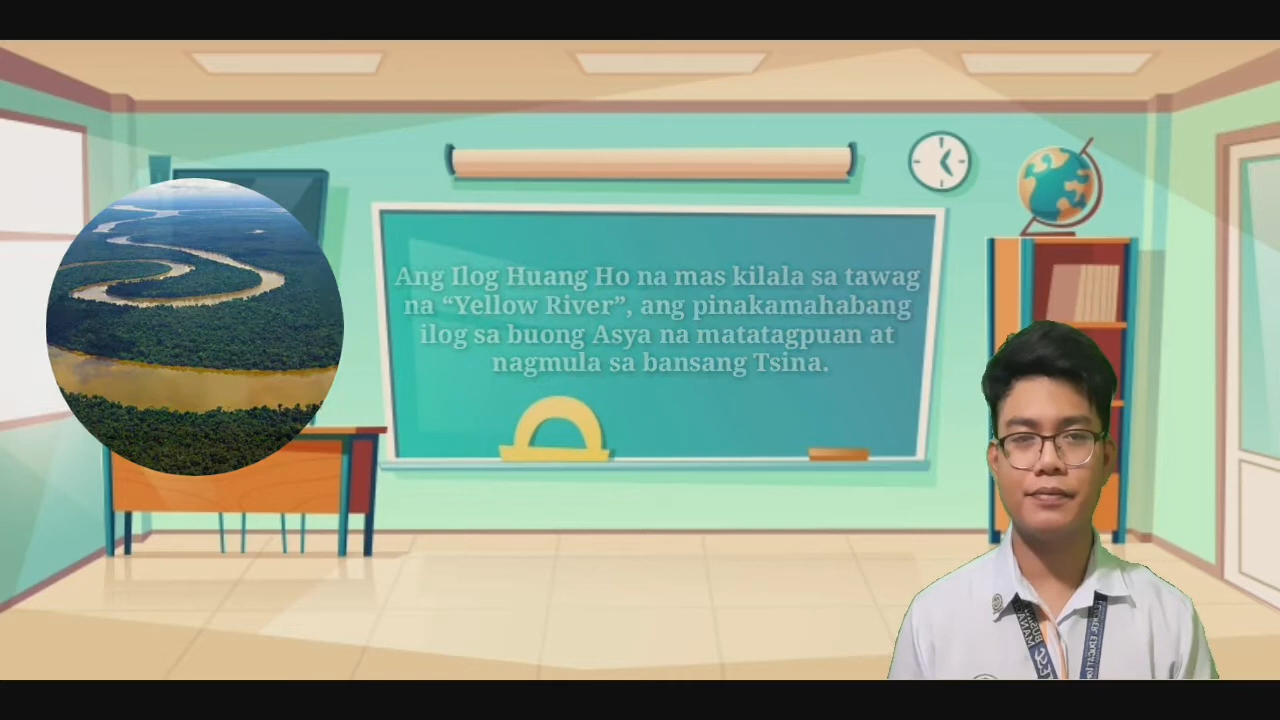 Ang Ilog Huang Ho na mas kilala sa tawag
na “Yellow River”, ang pinakamahabang
ilog sa buong Asya na matatagpuan at
nagmula sa bansang Tsina.